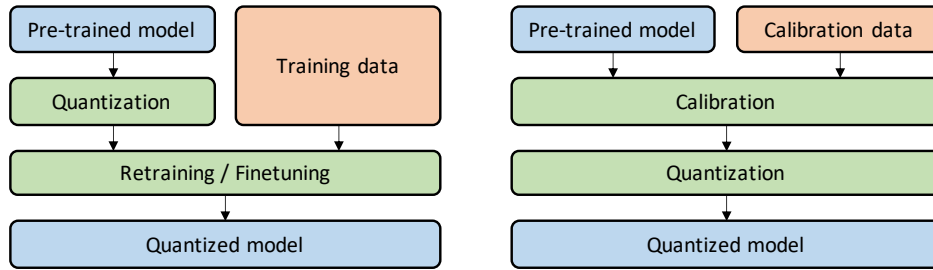 Pre-trained model
Training data
Quantization
Retraining / Finetuning
Quantized model
Pre-trained model
Calibration data
Calibration
Quantization
Quantized model